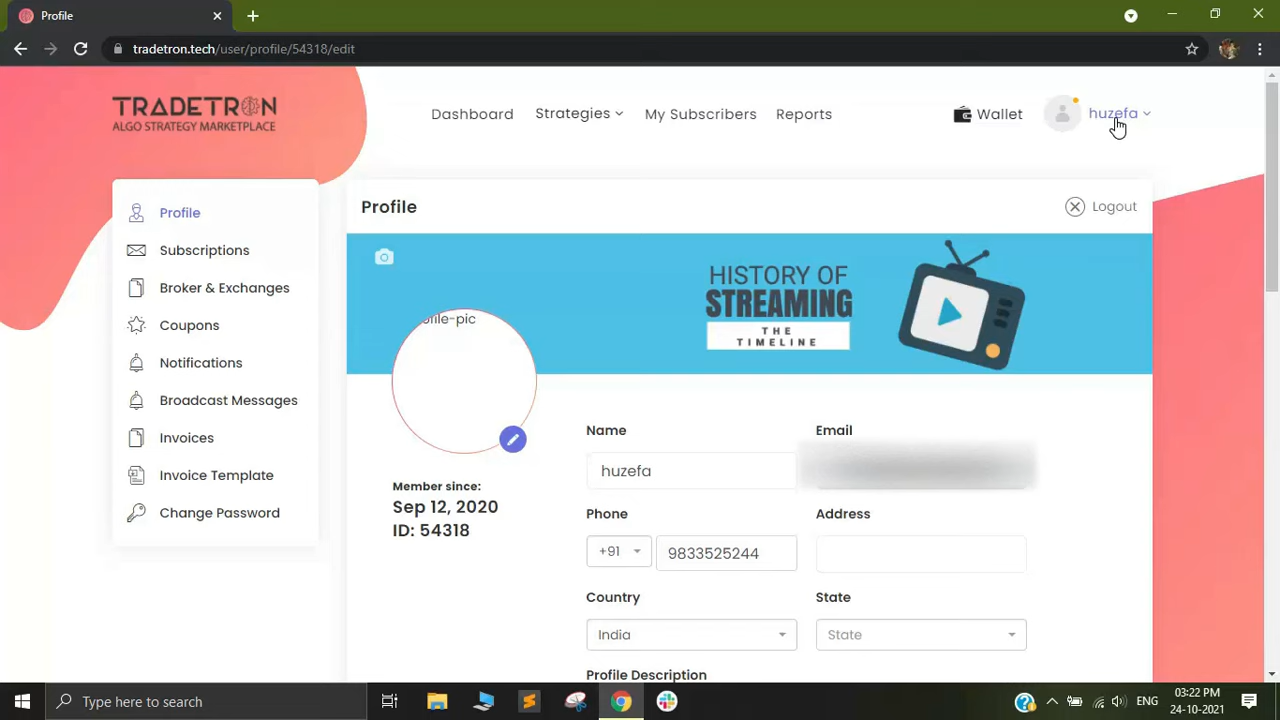 Profile
tradetron.tech/user/profile/54318/edit
TRADETRON
ALGO STRATEGY MARKETPLACE
Dashboard
Strategies
My Subscribers
Reports
Wallet
huzefa
Profile
Subscriptions
Broker & Exchanges
Coupons
Notifications
Broadcast Messages
Invoices
Invoice Template
Change Password
Profile
Logout
HISTORY OF
STREAMING
THE
TIMELINE
ofile-pic
Member since:
Sep 12, 2020
ID: 54318
Name
Email
huzefa
Phone
Address
+91
9833525244
Country
State
India
State
Profile Description
Type here to search
ENG
03:22 PM
24-10-2021